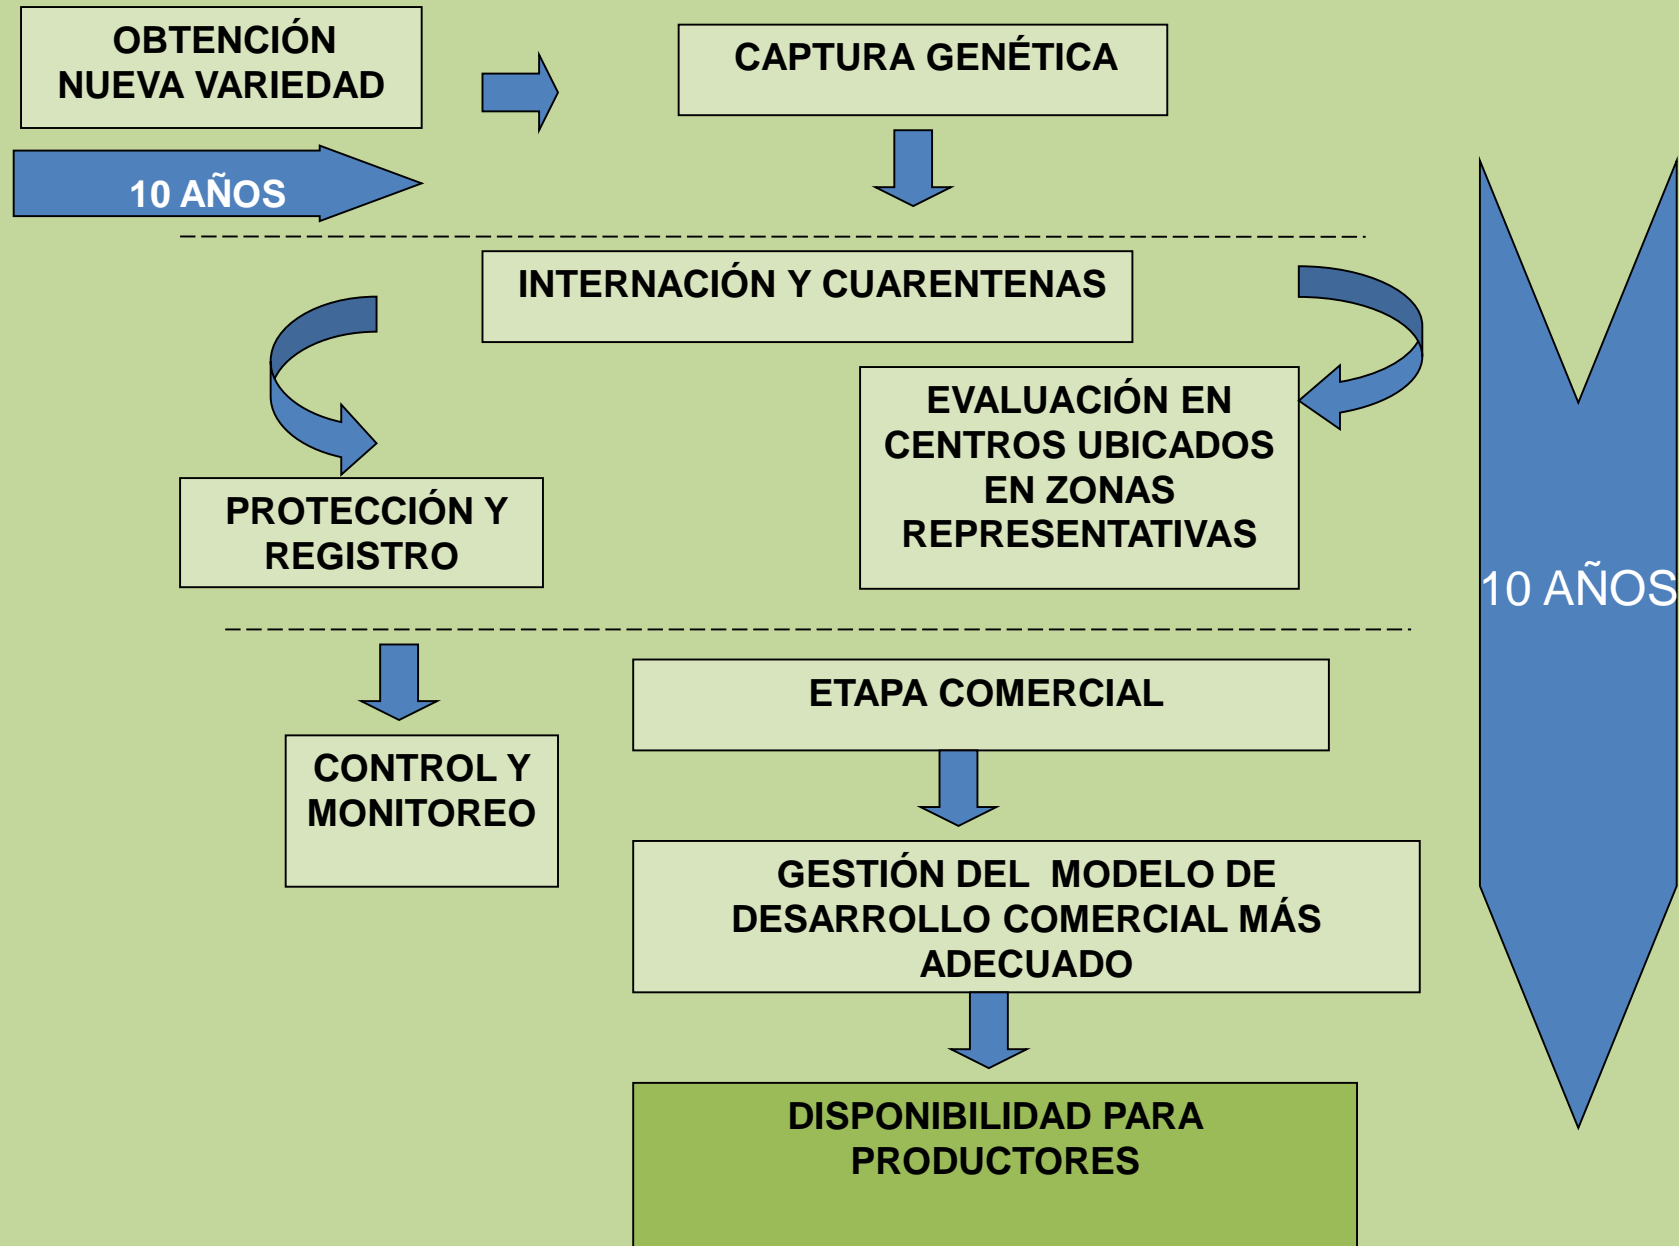 OBTENCIÓN
NUEVA VARIEDAD
CAPTURA GENÉTICA
10 AÑOS
INTERNACIÓN Y CUARENTENAS
EVALUACIÓN EN
CENTROS UBICADOS
EN ZONAS
REPRESENTATIVAS
PROTECCIÓN Y
REGISTRO
10 AÑOS
ETAPA COMERCIAL
CONTROL Y
MONITOREO
GESTIÓN DEL MODELO DE
DESARROLLO COMERCIAL MÁS
ADECUADO
DISPONIBILIDAD PARA
PRODUCTORES